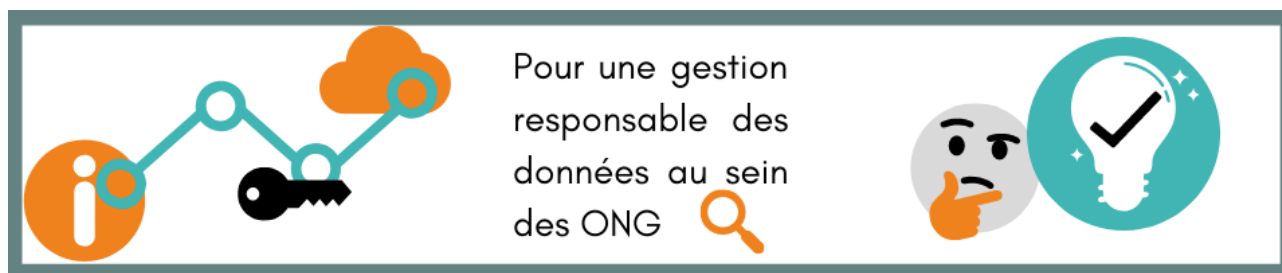 Pour une gestion
responsable des
données au sein
des ONG